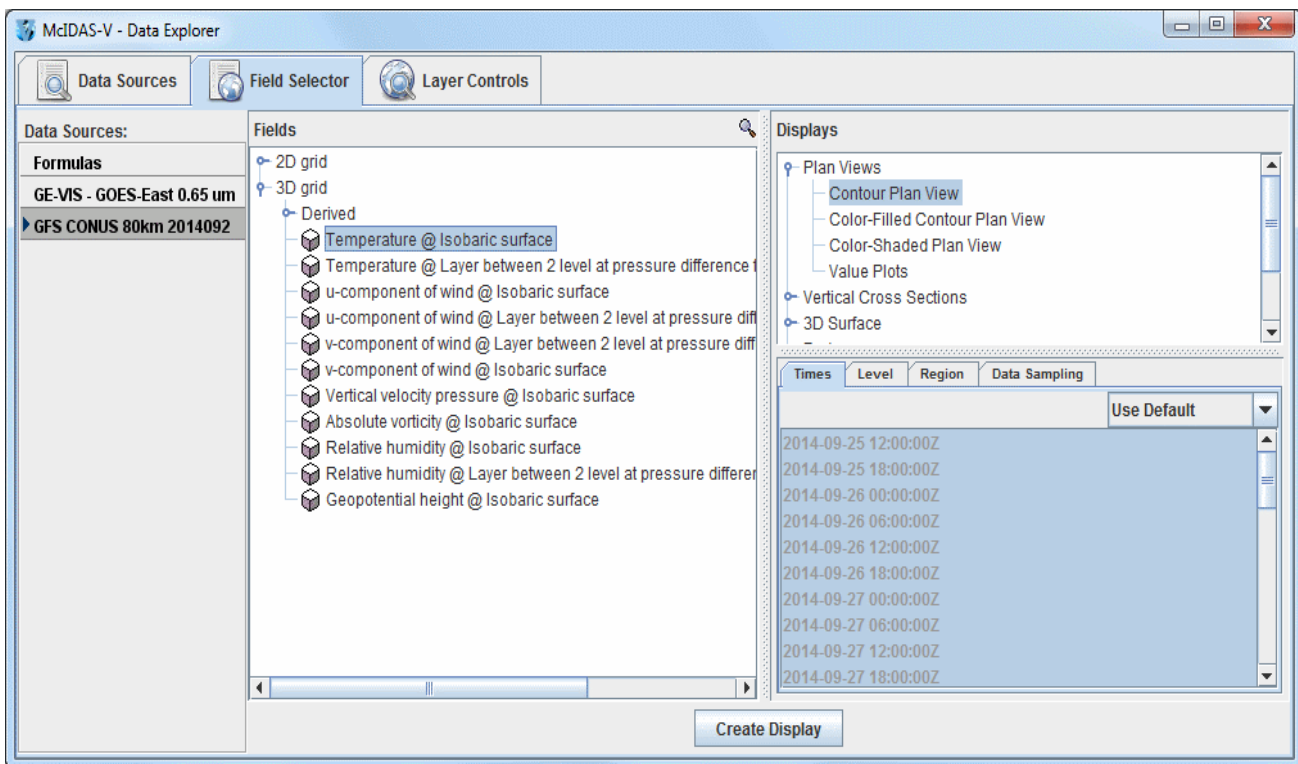 McIDAS-V - Data Explorer
Data Sources
Field Selector
Layer Controls
Data Sources:
Formulas
GE-VIS - GOES-East 0.65 um
GFS CONUS 80km 2014092
Fields
2D grid
3D grid
Derived
Temperature @ Isobaric surface
Temperature @ Layer between 2 level at pressure difference
u-component of wind @ Isobaric surface
u-component of wind @ Layer between 2 level at pressure diff
v-component of wind @ Layer between 2 level at pressure diff
v-component of wind @ Isobaric surface
Vertical velocity pressure @ Isobaric surface
Absolute vorticity @ Isobaric surface
Relative humidity @ Isobaric surface
Relative humidity @ Layer between 2 level at pressure differer
Geopotential height @ Isobaric surface
Displays
Plan Views
Contour Plan View
Color-Filled Contour Plan View
Color-Shaded Plan View
Value Plots
Vertical Cross Sections
3D Surface
Times
Level
Region
Data Sampling
Use Default
2014-09-25 12:00:00Z
2014-09-25 18:00:00Z
2014-09-26 00:00:00Z
2014-09-26 06:00:00Z
2014-09-26 12:00:00Z
2014-09-26 18:00:00Z
2014-09-27 00:00:00Z
2014-09-27 06:00:00Z
2014-09-27 12:00:00Z
2014-09-27 18:00:00Z
Create Display